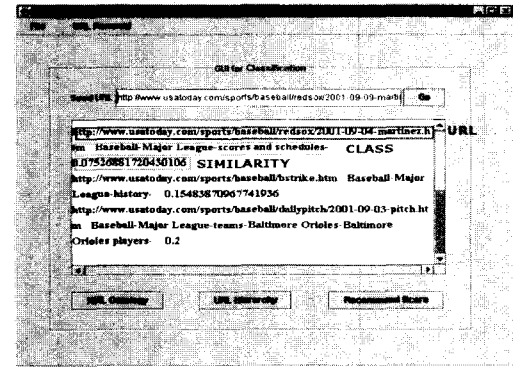 GUI for Classification
Seed URL http://www.usatoday.com/sports/baseball/redsox/2001-09-09-marti Go
http://www.usatoday.com/sports/baseball/redsox/2001-09-04-martinez.h URL
tm Baseball-Major League-scores and schedules- CLASS
0.07526881720430106 SIMILARITY
http://www.usatoday.com/sports/baseball/bstrike.htm Baseball-Major
League-history- 0.15483870967741936
http://www.usatoday.com/sports/baseball/dailypitch/2001-09-03-pitch.ht
m Baseball-Major League-teams-Baltimore Orioles-Baltimore
Orioles players- 0.2
URL Hierarchy Recommend Score